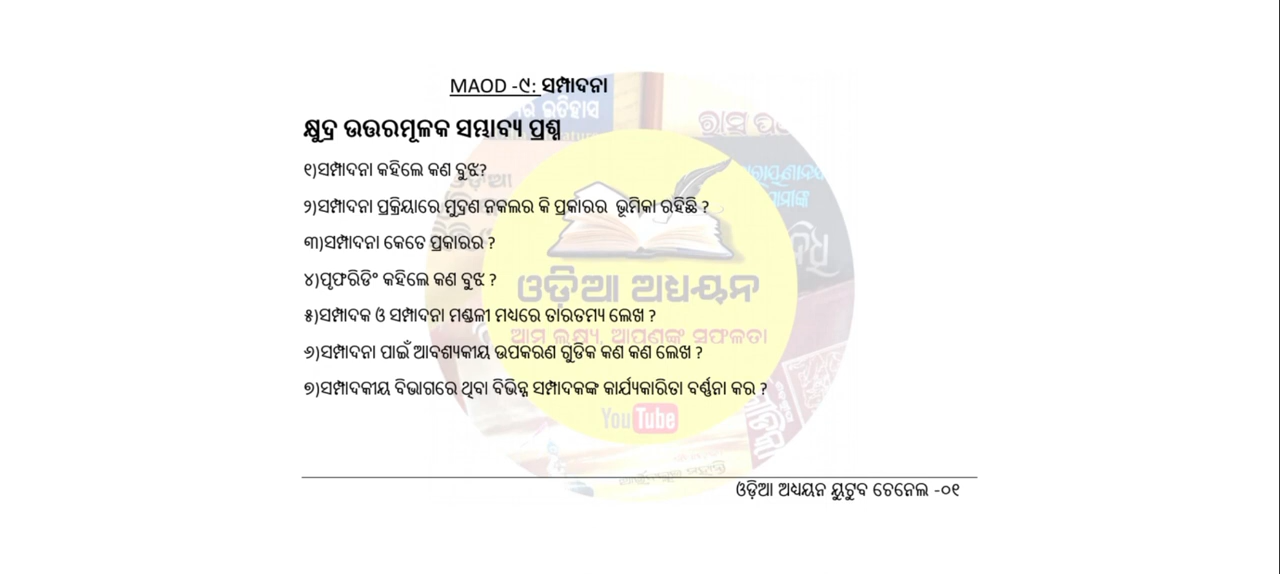 MAOD -୯: ସମ୍ପାଦନା
କ୍ଷୁଦ୍ର ଉତ୍ତରମୂଳକ ସମ୍ଭାବ୍ୟ ପ୍ରଶ୍ନ
୧)ସମ୍ପାଦନା କହିଲେ କଣ ବୁଝ?
୨)ସମ୍ପାଦନା ପ୍ରକ୍ରିୟାରେ ମୁଦ୍ରଣ ନକଲର କି ପ୍ରକାରର ଭୂମିକା ରହିଛି ?
୩)ସମ୍ପାଦନା କେତେ ପ୍ରକାରର ?
୪)ପୃଫରିଡିଂ କହିଲେ କଣ ବୁଝ ?
୫)ସମ୍ପାଦକ ଓ ସମ୍ପାଦନା ମଣ୍ଡଳୀ ମଧ୍ୟରେ ତାରତମ୍ୟ ଲେଖ ?
୬)ସମ୍ପାଦନା ପାଇଁ ଆବଶ୍ୟକୀୟ ଉପକରଣ ଗୁଡିକ କଣ କଣ ଲେଖ ?
୭)ସମ୍ପାଦକୀୟ ବିଭାଗରେ ଥିବା ବିଭିନ୍ନ ସମ୍ପାଦକଙ୍କ କାର୍ଯ୍ୟକାରିତା ବର୍ଣ୍ଣନା କର ?
ଓଡ଼ିଆ ଅଧ୍ୟୟନ
ଆମ ଲକ୍ଷ୍ୟ, ଆପଣଙ୍କ ସଫଳତା
YouTube
ଓଡ଼ିଆ ଅଧ୍ୟୟନ ୟୁଟୁବ ଚେନେଲ -୦୧